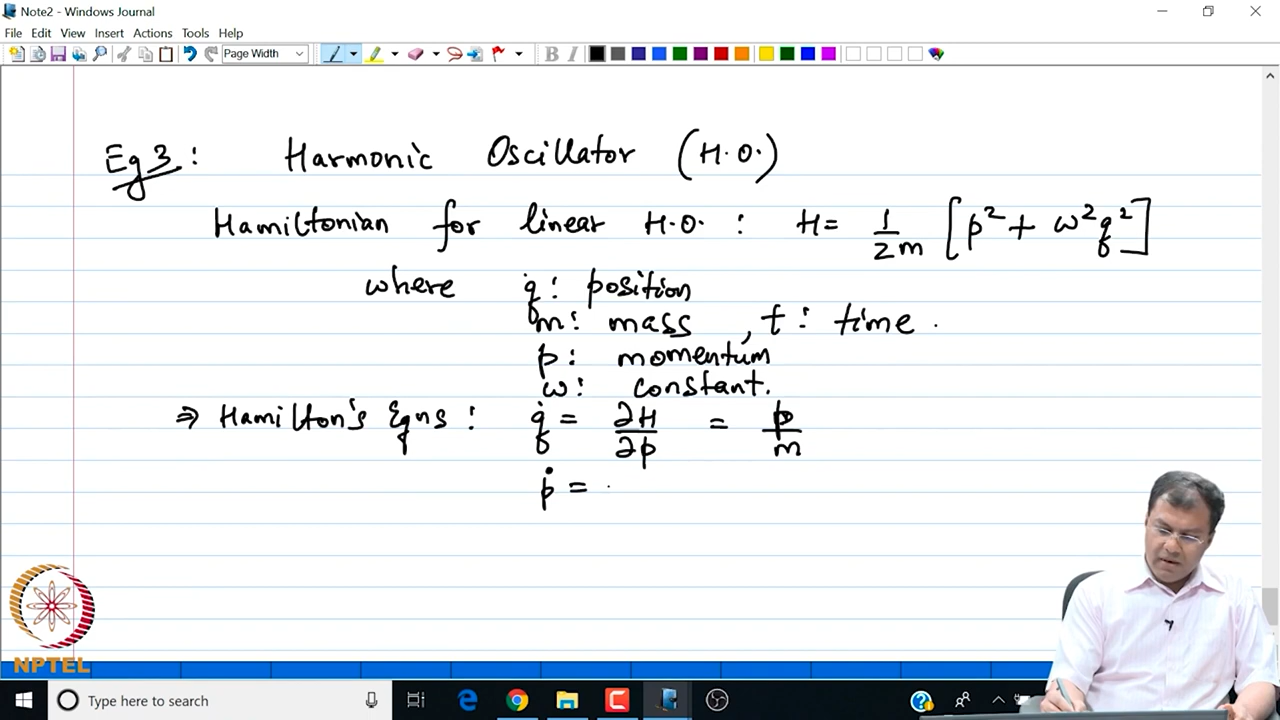 Note2 - Windows Journal
File Edit View Insert Actions Tools Help
Page Width
B I
Eg 3 : Harmonic Oscillator (H.O.)
Hamiltonian for linear H.O. : H = 1/2m [p² + ω²q²]
where q : position
m : mass , t : time .
p : momentum
ω : constant.
⇒ Hamilton's Eqns : q̇ = ∂H/∂p = p/m
ṗ =
NPTEL
Type here to search